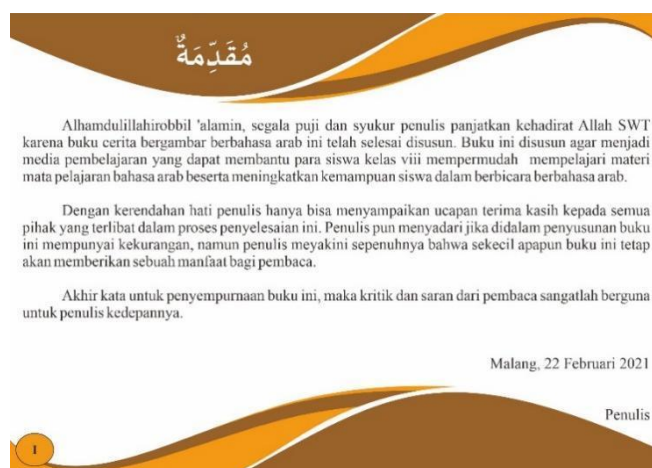 مُقَدِّمَةٌ
Alhamdulillahirobbil 'alamin, segala puji dan syukur penulis panjatkan kehadirat Allah SWT
karena buku cerita bergambar berbahasa arab ini telah selesai disusun. Buku ini disusun agar menjadi
media pembelajaran yang dapat membantu para siswa kelas viii mempermudah mempelajari materi
mata pelajaran bahasa arab beserta meningkatkan kemampuan siswa dalam berbicara berbahasa arab.
Dengan kerendahan hati penulis hanya bisa menyampaikan ucapan terima kasih kepada semua
pihak yang terlibat dalam proses penyelesaian ini. Penulis pun menyadari jika didalam penyusunan buku
ini mempunyai kekurangan, namun penulis meyakini sepenuhnya bahwa sekecil apapun buku ini tetap
akan memberikan sebuah manfaat bagi pembaca.
Akhir kata untuk penyempurnaan buku ini, maka kritik dan saran dari pembaca sangatlah berguna
untuk penulis kedepannya.
Malang, 22 Februari 2021
Penulis
I